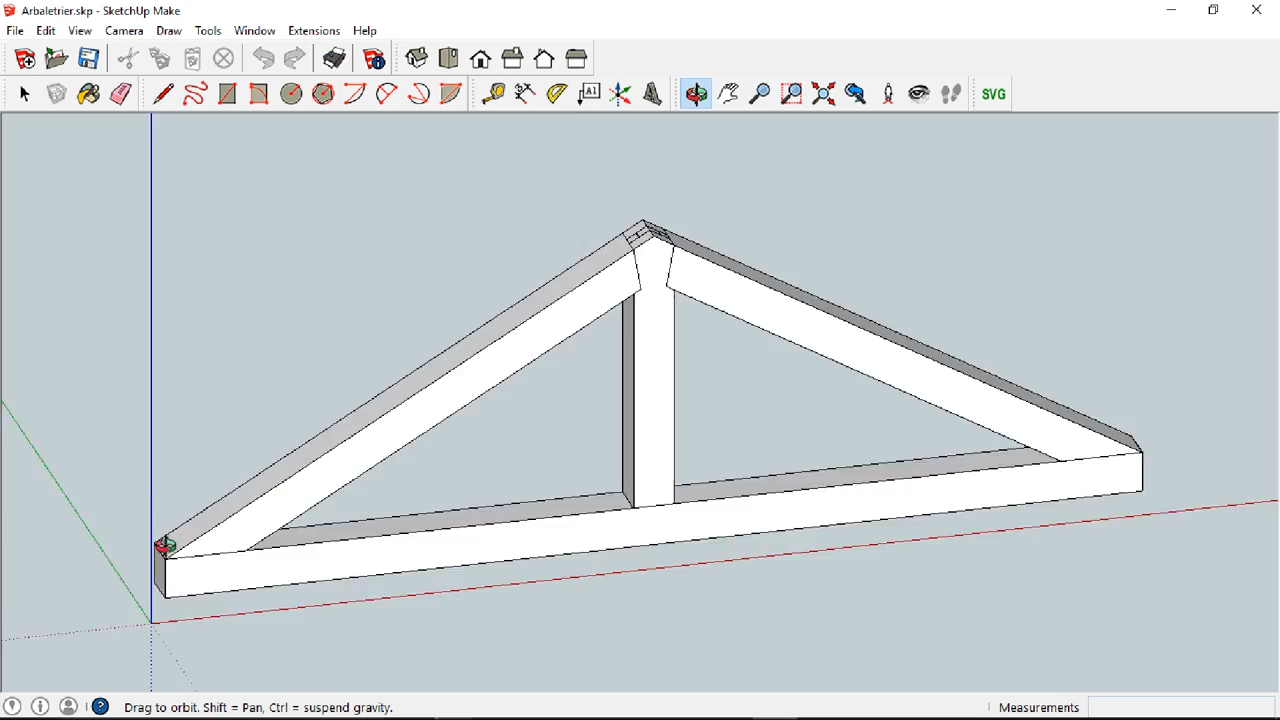 Arbaletrier.skp - SketchUp Make
File Edit View Camera Draw Tools Window Extensions Help
A1 SVG
Drag to orbit. Shift = Pan, Ctrl = suspend gravity. Measurements